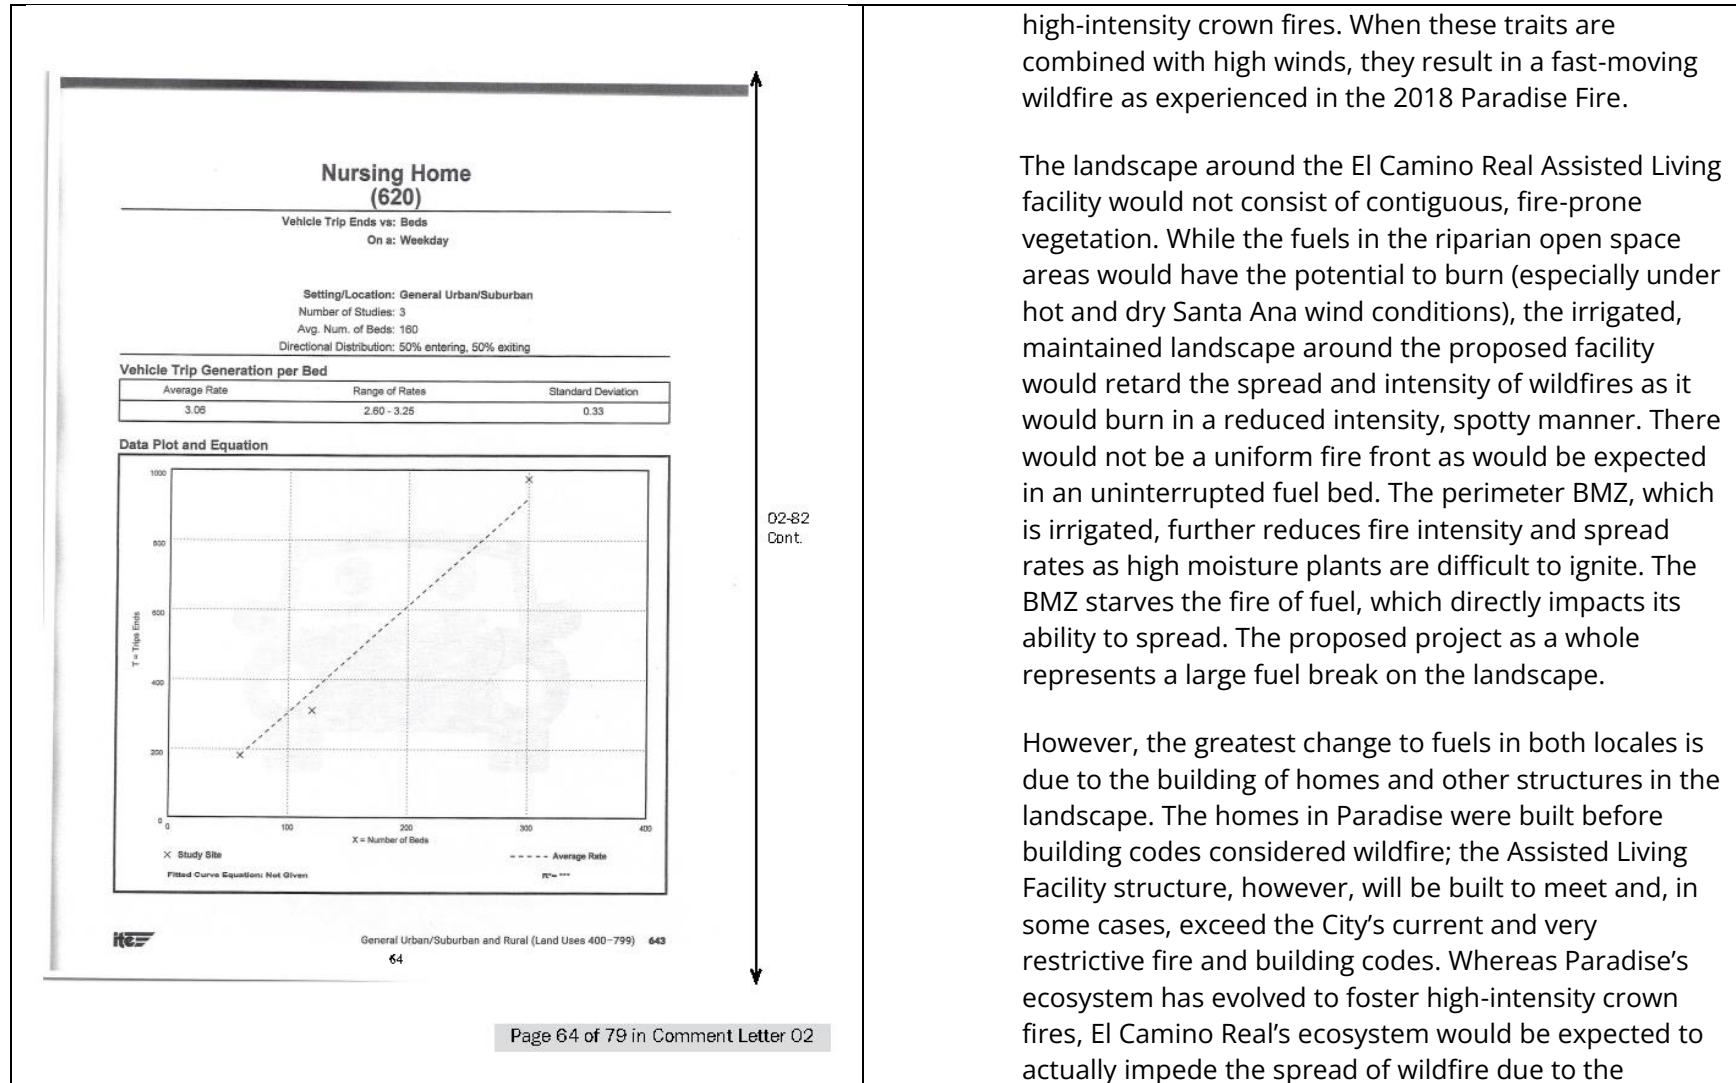 Nursing Home
(620)
Vehicle Trip Ends vs: Beds
On a: Weekday
Setting/Location: General Urban/Suburban
Number of Studies: 3
Avg. Num. of Beds: 160
Directional Distribution: 50% entering, 50% exiting
Vehicle Trip Generation per Bed
Average Rate Range of Rates Standard Deviation
3.06 2.60 - 3.25 0.33
Data Plot and Equation
1000
800
600
400
200
0
T = Trips Ends
0 100 200 300 400
X = Number of Beds
× Study Site - - - - - Average Rate
Fitted Curve Equation: Not Given R²= ***
ite
General Urban/Suburban and Rural (Land Uses 400–799) 643
64
O2-82
Cont.
Page 64 of 79 in Comment Letter O2
high-intensity crown fires. When these traits are
combined with high winds, they result in a fast-moving
wildfire as experienced in the 2018 Paradise Fire.
The landscape around the El Camino Real Assisted Living
facility would not consist of contiguous, fire-prone
vegetation. While the fuels in the riparian open space
areas would have the potential to burn (especially under
hot and dry Santa Ana wind conditions), the irrigated,
maintained landscape around the proposed facility
would retard the spread and intensity of wildfires as it
would burn in a reduced intensity, spotty manner. There
would not be a uniform fire front as would be expected
in an uninterrupted fuel bed. The perimeter BMZ, which
is irrigated, further reduces fire intensity and spread
rates as high moisture plants are difficult to ignite. The
BMZ starves the fire of fuel, which directly impacts its
ability to spread. The proposed project as a whole
represents a large fuel break on the landscape.
However, the greatest change to fuels in both locales is
due to the building of homes and other structures in the
landscape. The homes in Paradise were built before
building codes considered wildfire; the Assisted Living
Facility structure, however, will be built to meet and, in
some cases, exceed the City's current and very
restrictive fire and building codes. Whereas Paradise's
ecosystem has evolved to foster high-intensity crown
fires, El Camino Real's ecosystem would be expected to
actually impede the spread of wildfire due to the